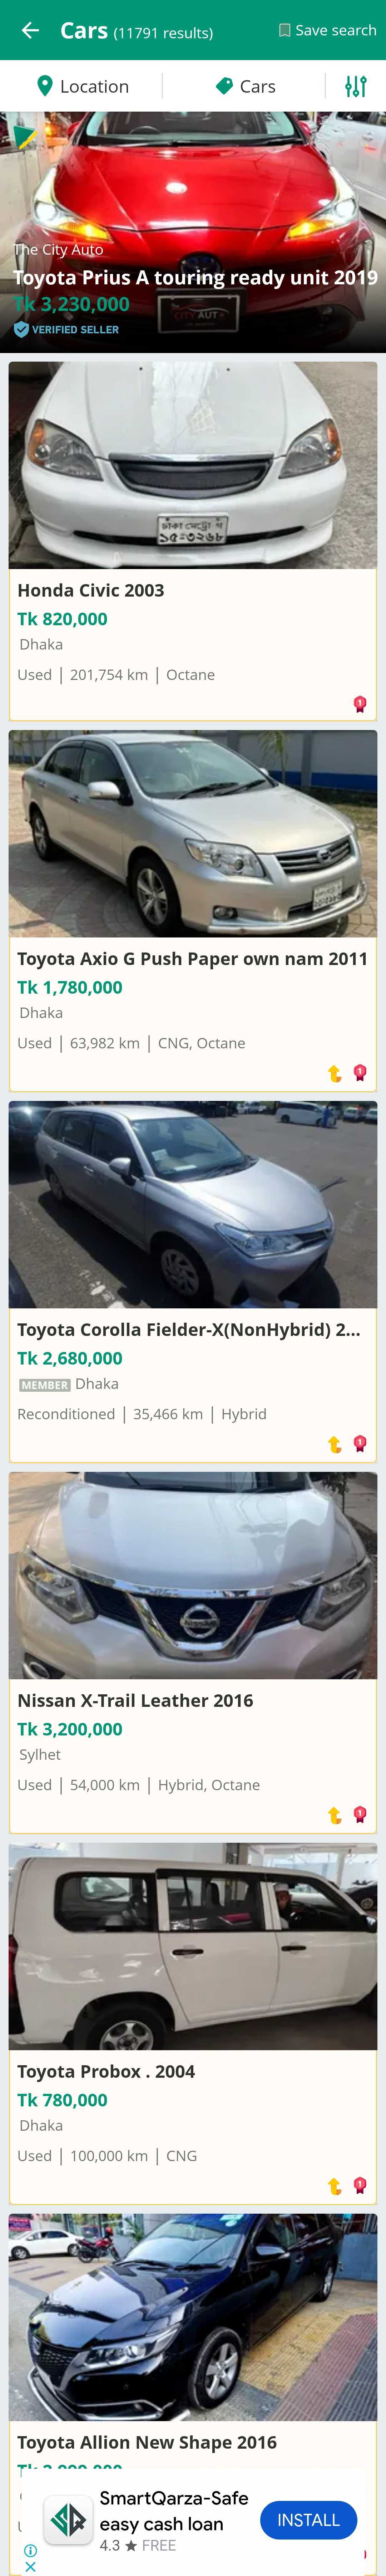 Cars (11791 results)
Save search
Location
Cars
The City Auto
Toyota Prius A touring ready unit 2019
Tk 3,230,000
VERIFIED SELLER
CITY AUT
ঢাকা মেট্রো গ
১৫-৩২৬৮
Honda Civic 2003
Tk 820,000
Dhaka
Used | 201,754 km | Octane
Toyota Axio G Push Paper own nam 2011
Tk 1,780,000
Dhaka
Used | 63,982 km | CNG, Octane
Toyota Corolla Fielder-X(NonHybrid) 2...
Tk 2,680,000
MEMBER Dhaka
Reconditioned | 35,466 km | Hybrid
Nissan X-Trail Leather 2016
Tk 3,200,000
Sylhet
Used | 54,000 km | Hybrid, Octane
Toyota Probox . 2004
Tk 780,000
Dhaka
Used | 100,000 km | CNG
Toyota Allion New Shape 2016
SmartQarza-Safe
easy cash loan
4.3 ★ FREE
INSTALL